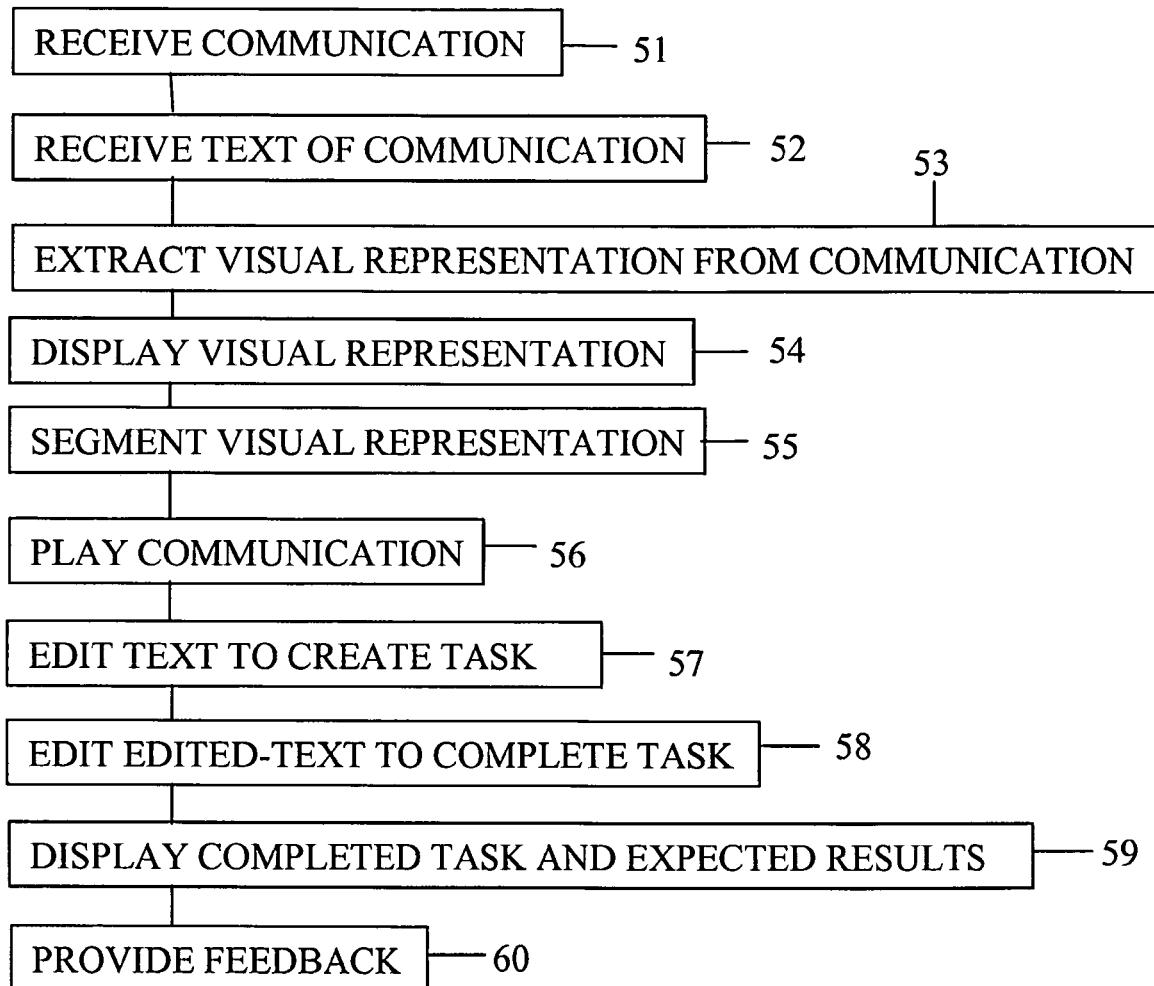 RECEIVE COMMUNICATION 51
RECEIVE TEXT OF COMMUNICATION 52
53
EXTRACT VISUAL REPRESENTATION FROM COMMUNICATION
DISPLAY VISUAL REPRESENTATION 54
SEGMENT VISUAL REPRESENTATION 55
PLAY COMMUNICATION 56
EDIT TEXT TO CREATE TASK 57
EDIT EDITED-TEXT TO COMPLETE TASK 58
DISPLAY COMPLETED TASK AND EXPECTED RESULTS 59
PROVIDE FEEDBACK 60